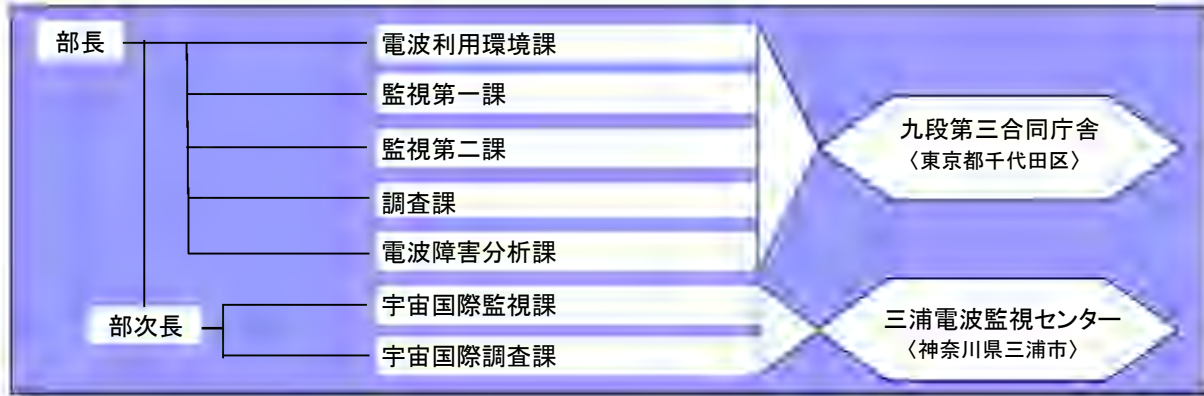 部長
電波利用環境課
監視第一課
監視第二課
調査課
電波障害分析課
部次長
宇宙国際監視課
宇宙国際調査課
九段第三合同庁舎
〈東京都千代田区〉
三浦電波監視センター
〈神奈川県三浦市〉